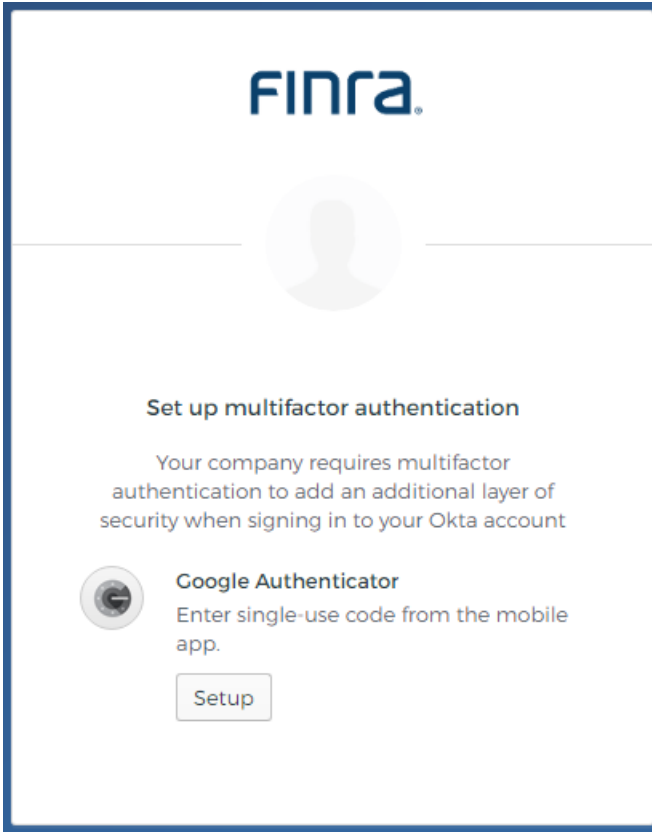 FINRA®
Set up multifactor authentication
Your company requires multifactor
authentication to add an additional layer of
security when signing in to your Okta account
Google Authenticator
Enter single-use code from the mobile
app.
Setup